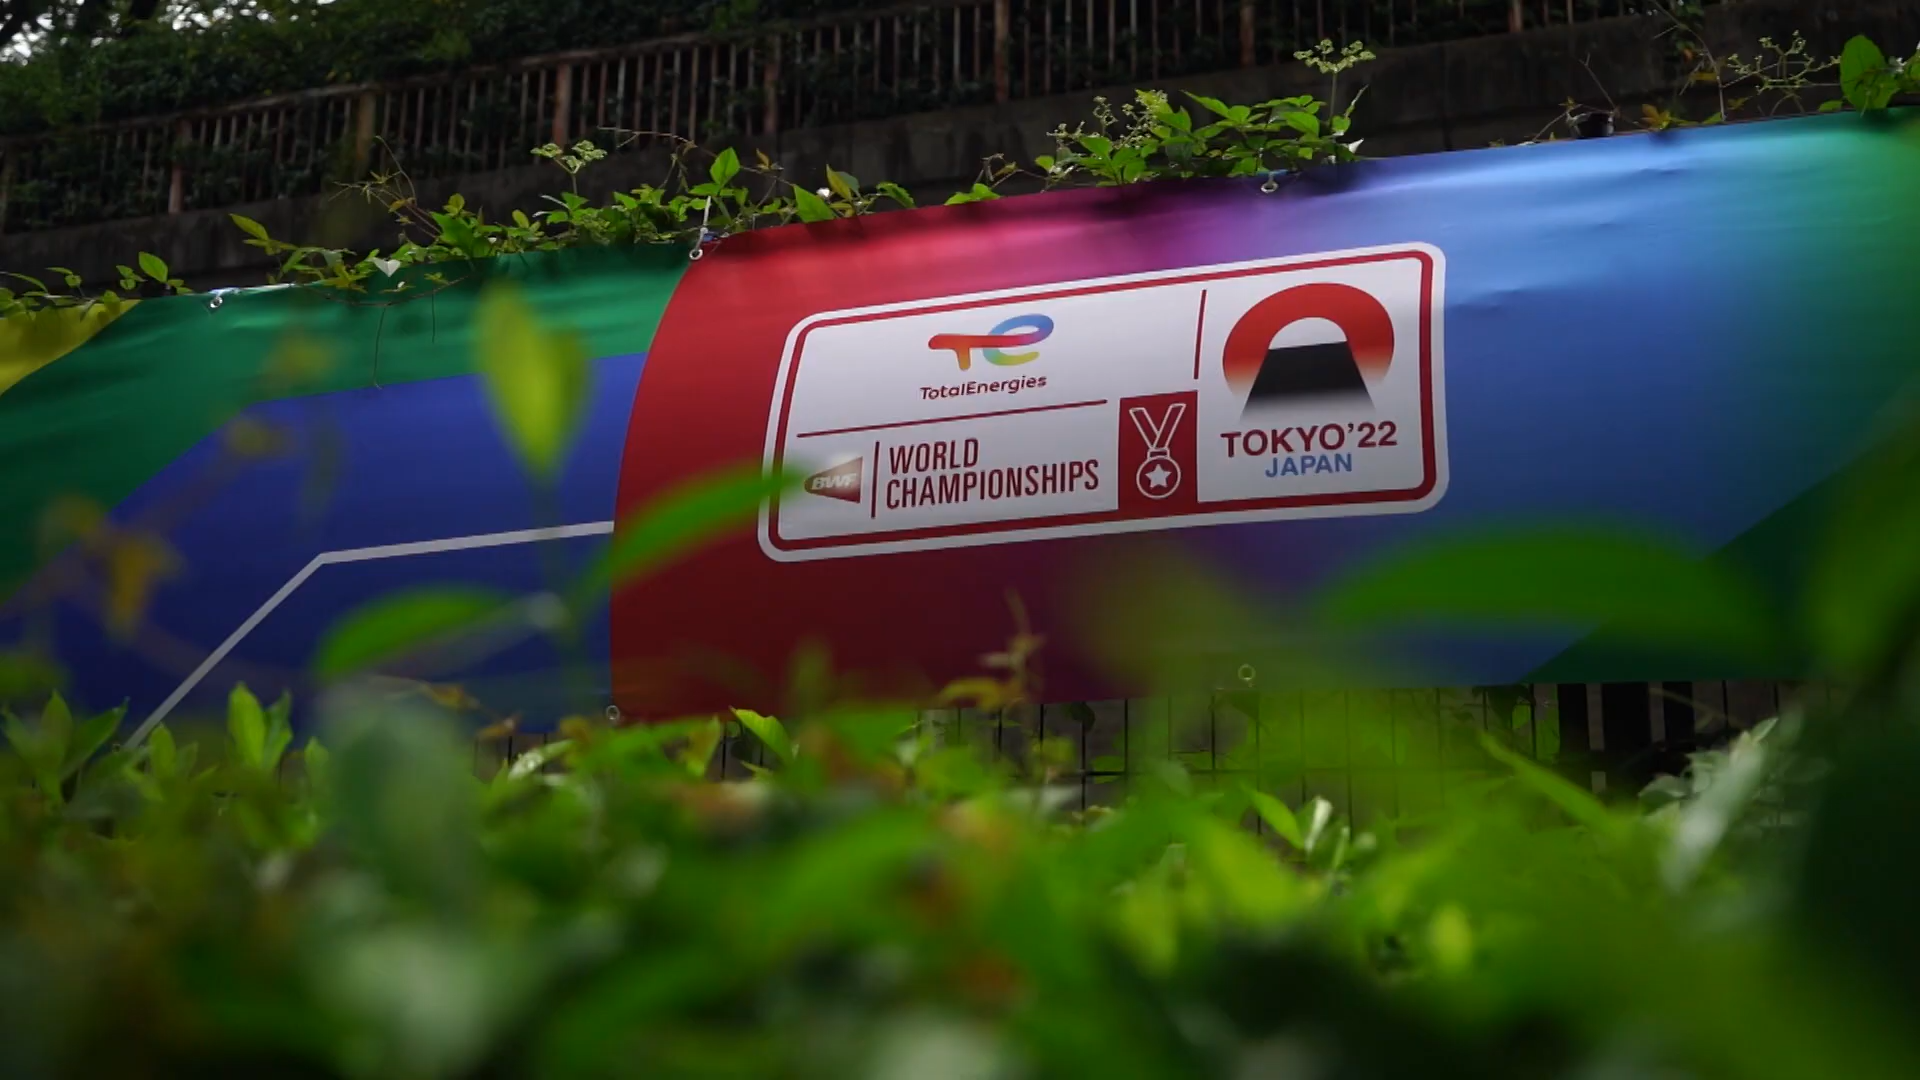 TotalEnergies
BWF
WORLD
CHAMPIONSHIPS
TOKYO'22
JAPAN